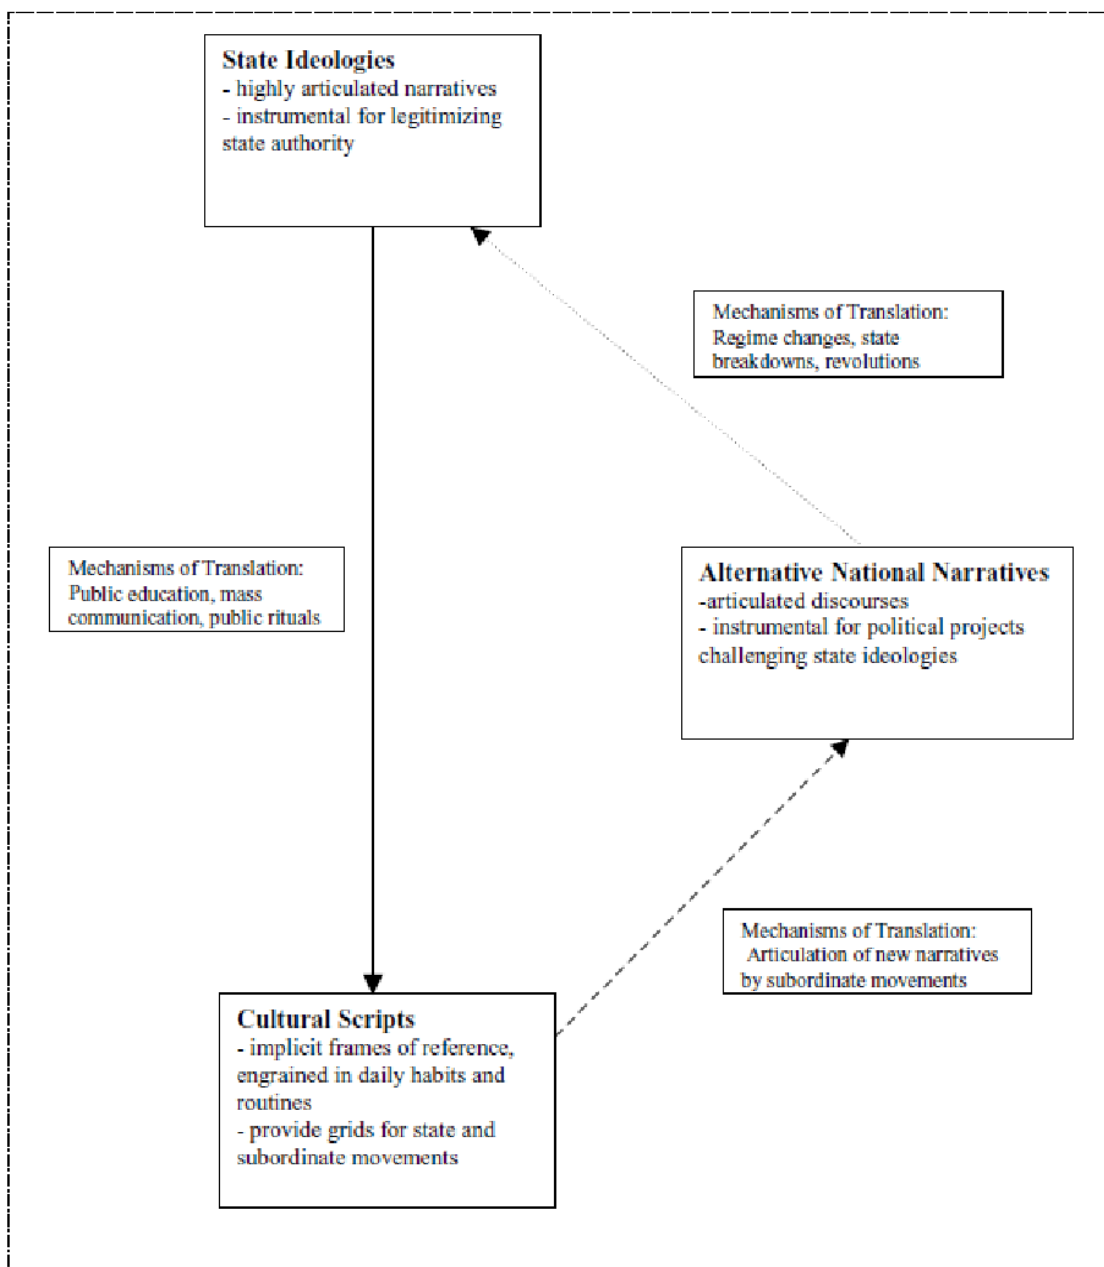 State Ideologies
- highly articulated narratives
- instrumental for legitimizing
state authority
Mechanisms of Translation:
Regime changes, state
breakdowns, revolutions
Mechanisms of Translation:
Public education, mass
communication, public rituals
Alternative National Narratives
-articulated discourses
- instrumental for political projects
challenging state ideologies
Mechanisms of Translation:
Articulation of new narratives
by subordinate movements
Cultural Scripts
- implicit frames of reference,
engrained in daily habits and
routines
- provide grids for state and
subordinate movements